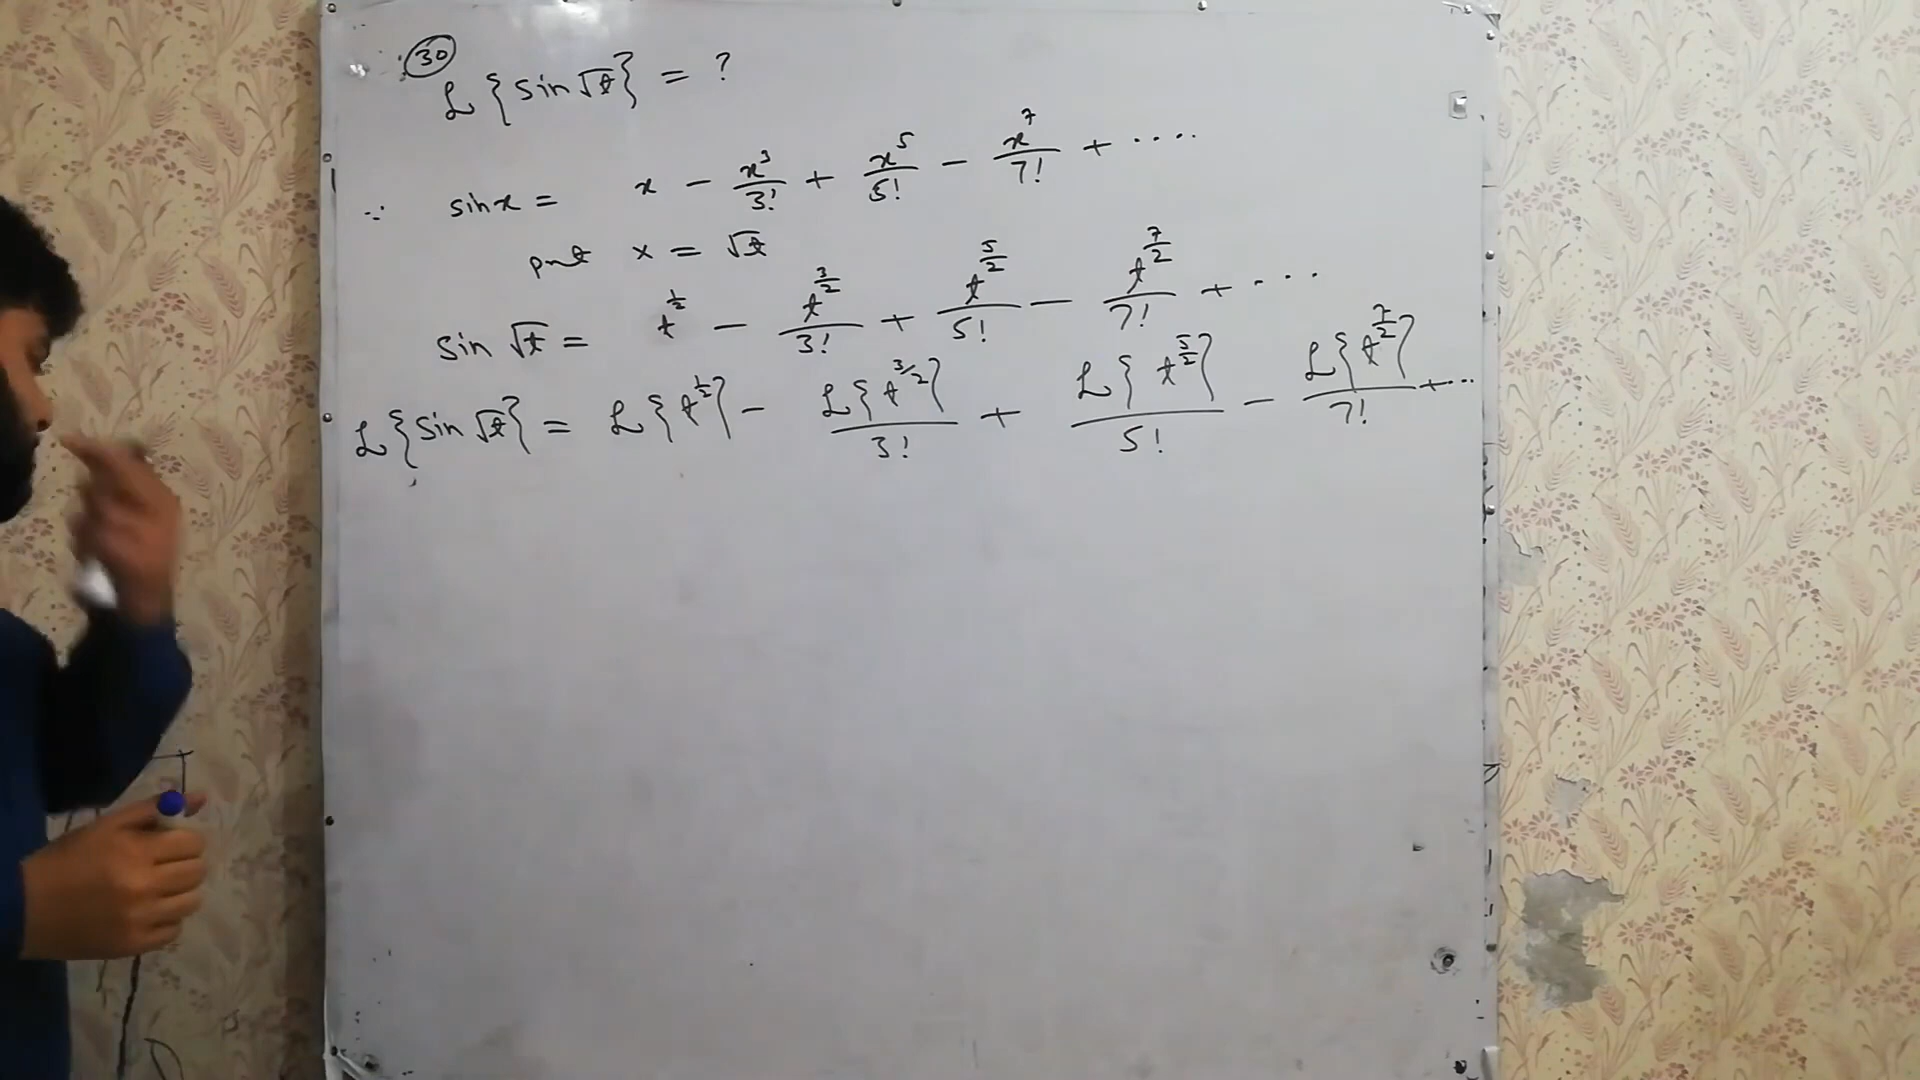 30
ℒ{sin√t} = ?
∵ sinx = x - x³/3! + x⁵/5! - x⁷/7! + ....
put x = √t
sin √t = t^{1/2} - t^{3/2}/3! + t^{5/2}/5! - t^{7/2}/7! + ...
ℒ{sin √t} = ℒ{t^{1/2}} - ℒ{t^{3/2}}/3! + ℒ{t^{5/2}}/5! - ℒ{t^{7/2}}/7! + ...